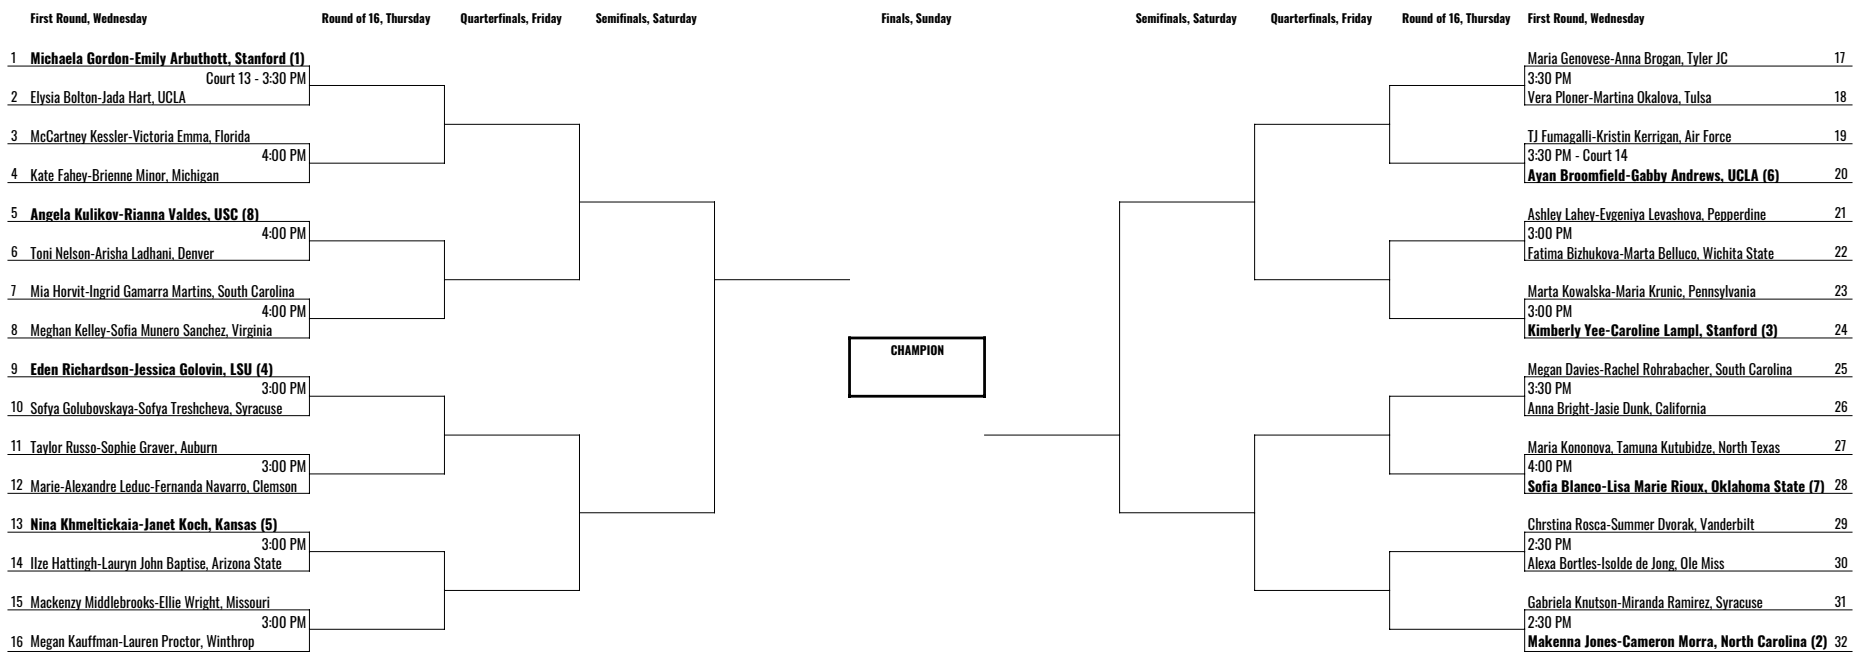 First Round, Wednesday Round of 16, Thursday Quarterfinals, Friday Semifinals, Saturday Finals, Sunday Semifinals, Saturday Quarterfinals, Friday Round of 16, Thursday First Round, Wednesday
1 Michaela Gordon-Emily Arbuthott, Stanford (1)
Court 13 - 3:30 PM
2 Elysia Bolton-Jada Hart, UCLA
3 McCartney Kessler-Victoria Emma, Florida
4:00 PM
4 Kate Fahey-Brienne Minor, Michigan
5 Angela Kulikov-Rianna Valdes, USC (8)
4:00 PM
6 Toni Nelson-Arisha Ladhani, Denver
7 Mia Horvit-Ingrid Gamarra Martins, South Carolina
4:00 PM
8 Meghan Kelley-Sofia Munero Sanchez, Virginia
9 Eden Richardson-Jessica Golovin, LSU (4)
3:00 PM
10 Sofya Golubovskaya-Sofya Treshcheva, Syracuse
11 Taylor Russo-Sophie Graver, Auburn
3:00 PM
12 Marie-Alexandre Leduc-Fernanda Navarro, Clemson
13 Nina Khmeltickaia-Janet Koch, Kansas (5)
3:00 PM
14 Ilze Hattingh-Lauryn John Baptise, Arizona State
15 Mackenzy Middlebrooks-Ellie Wright, Missouri
3:00 PM
16 Megan Kauffman-Lauren Proctor, Winthrop
CHAMPION
Maria Genovese-Anna Brogan, Tyler JC 17
3:30 PM
Vera Ploner-Martina Okalova, Tulsa 18
TJ Fumagalli-Kristin Kerrigan, Air Force 19
3:30 PM - Court 14
Ayan Broomfield-Gabby Andrews, UCLA (6) 20
Ashley Lahey-Evgeniya Levashova, Pepperdine 21
3:00 PM
Fatima Bizhukova-Marta Belluco, Wichita State 22
Marta Kowalska-Maria Krunic, Pennsylvania 23
3:00 PM
Kimberly Yee-Caroline Lampl, Stanford (3) 24
Megan Davies-Rachel Rohrabacher, South Carolina 25
3:30 PM
Anna Bright-Jasie Dunk, California 26
Maria Kononova, Tamuna Kutubidze, North Texas 27
4:00 PM
Sofia Blanco-Lisa Marie Rioux, Oklahoma State (7) 28
Chrstina Rosca-Summer Dvorak, Vanderbilt 29
2:30 PM
Alexa Bortles-Isolde de Jong, Ole Miss 30
Gabriela Knutson-Miranda Ramirez, Syracuse 31
2:30 PM
Makenna Jones-Cameron Morra, North Carolina (2) 32